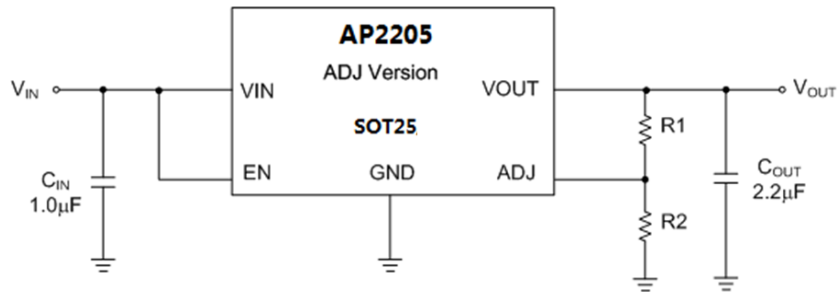 AP2205
ADJ Version
VIN
VIN
VOUT
VOUT
SOT25
R1
EN
GND
ADJ
CIN
1.0μF
COUT
2.2μF
R2